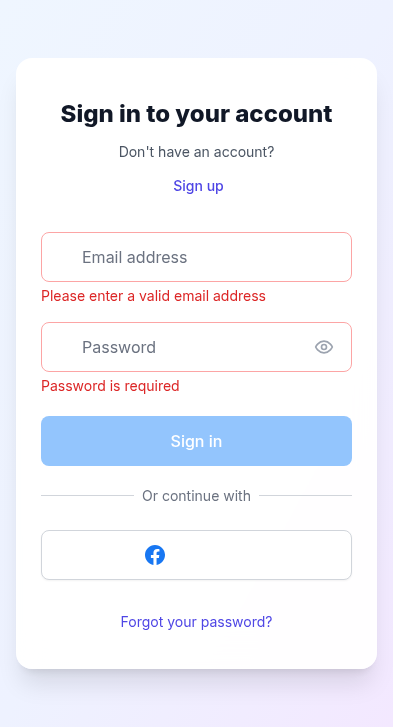 Sign in to your account
Don't have an account?
Sign up
Email address
Please enter a valid email address
Password
Password is required
Sign in
Or continue with
Forgot your password?